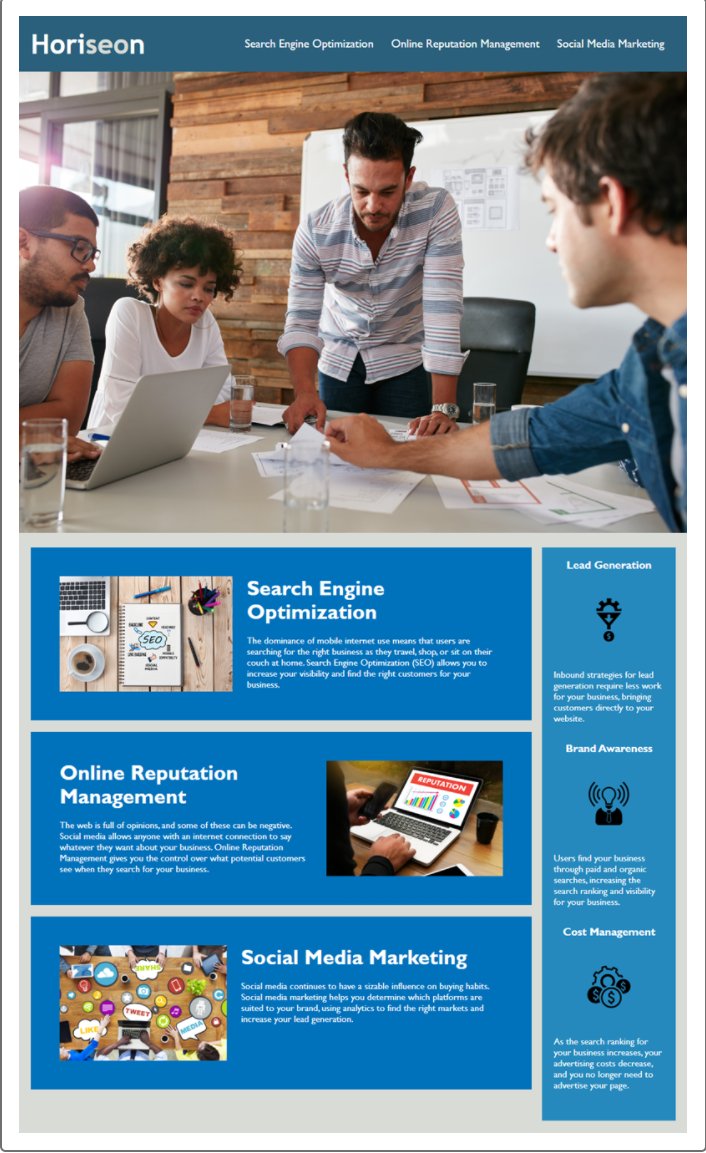 Horiseon
Search Engine Optimization
Online Reputation Management
Social Media Marketing
SEO
Search Engine
Optimization
The dominance of mobile internet use means that users are
searching for the right business as they travel, shop, or sit on their
couch at home. Search Engine Optimization (SEO) allows you to
increase your visibility and find the right customers for your
business.
Online Reputation
Management
The web is full of opinions, and some of these can be negative.
Social media allows anyone with an internet connection to say
whatever they want about your business. Online Reputation
Management gives you the control over what potential customers
see when they search for your business.
REPUTATION
SHARE
TWEET
LIKE
MEDIA
Social Media Marketing
Social media continues to have a sizable influence on buying habits.
Social media marketing helps you determine which platforms are
suited to your brand, using analytics to find the right markets and
increase your lead generation.
Lead Generation
Inbound strategies for lead
generation require less work
for your business, bringing
customers directly to your
website.
Brand Awareness
Users find your business
through paid and organic
searches, increasing the
search ranking and visibility
for your business.
Cost Management
As the search ranking for
your business increases, your
advertising costs decrease,
and you no longer need to
advertise your page.